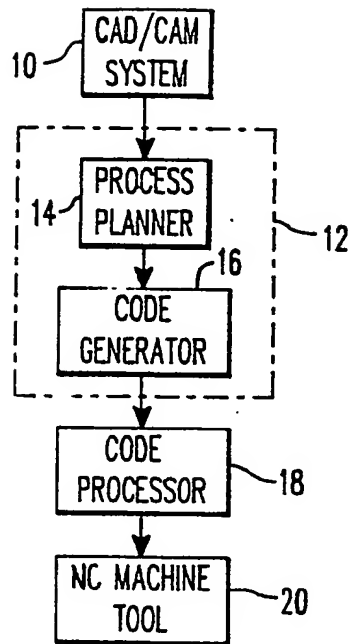 10
CAD/CAM
SYSTEM
14
PROCESS
PLANNER
12
16
CODE
GENERATOR
CODE
PROCESSOR
18
NC MACHINE
TOOL
20